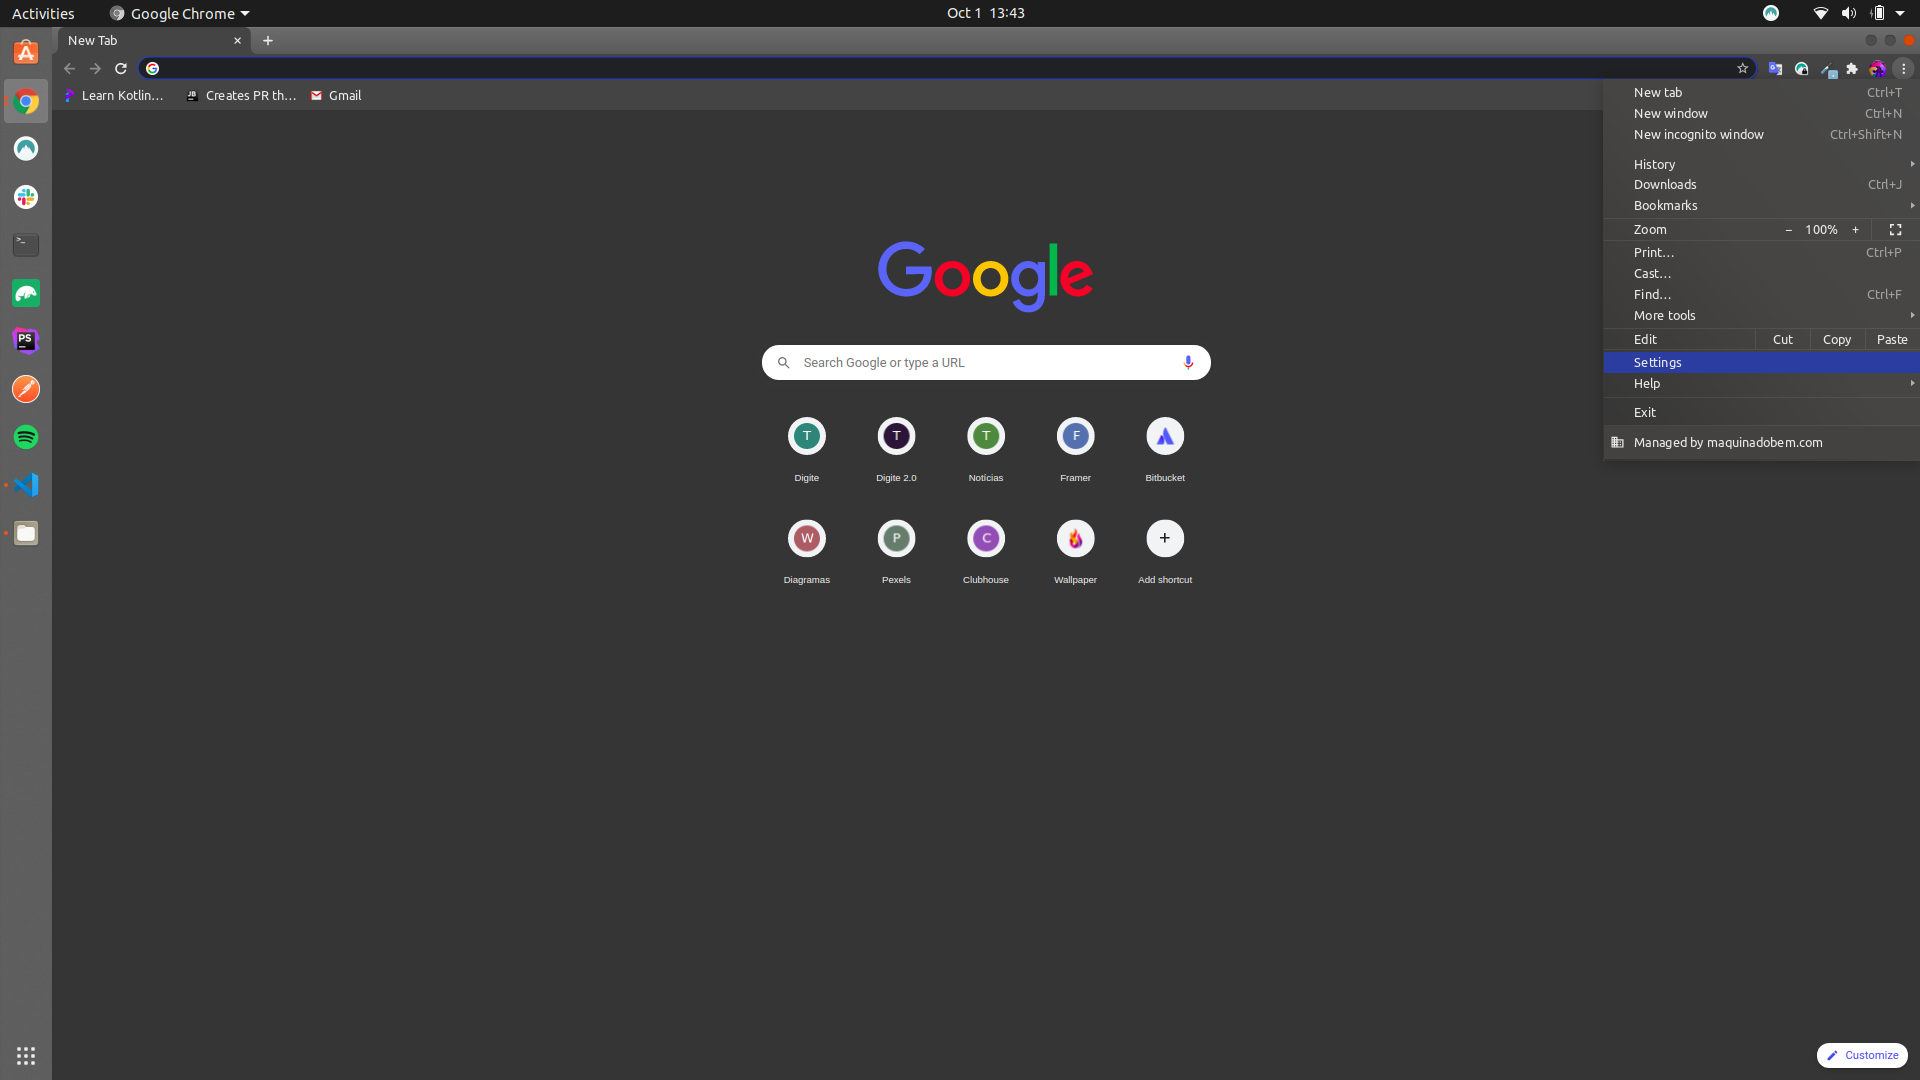 Activities Google Chrome Oct 1 13:43
New Tab
Learn Kotlin... Creates PR th... Gmail
New tab Ctrl+T
New window Ctrl+N
New incognito window Ctrl+Shift+N
History
Downloads Ctrl+J
Bookmarks
Zoom – 100% +
Print... Ctrl+P
Cast...
Find... Ctrl+F
More tools
Edit Cut Copy Paste
Settings
Help
Exit
Managed by maquinadobem.com
Google
Search Google or type a URL
T T T F
Digite Digite 2.0 Notícias Framer Bitbucket
W P C +
Diagramas Pexels Clubhouse Wallpaper Add shortcut
Customize
A
>_
PS